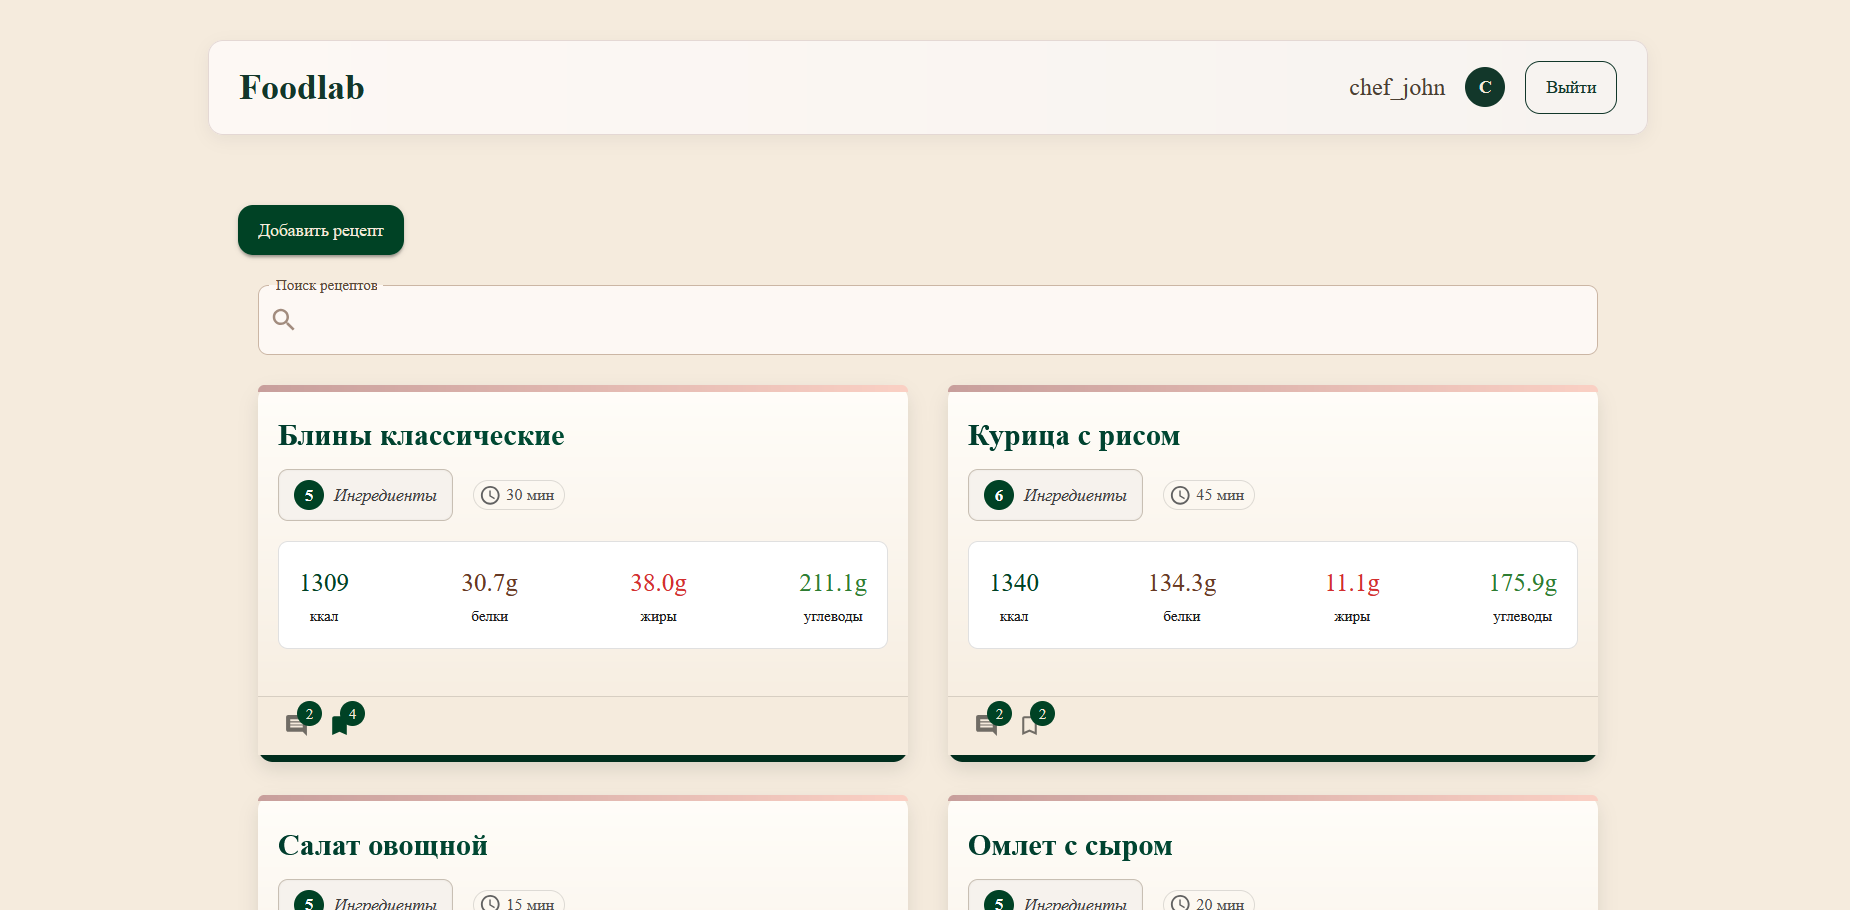 Foodlab
chef_john C Выйти
Добавить рецепт
Поиск рецептов
Блины классические
5 Ингредиенты 30 мин
1309 30.7g 38.0g 211.1g
ккал белки жиры углеводы
2 4
Курица с рисом
6 Ингредиенты 45 мин
1340 134.3g 11.1g 175.9g
ккал белки жиры углеводы
2 2
Салат овощной
5 Ингредиенты 15 мин
Омлет с сыром
5 Ингредиенты 20 мин